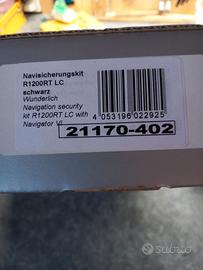 Navisicherungskit
R1200RT LC
schwarz
Wunderlich
Navigation security
kit R1200RT LC with
Navigator VI
4 053196 022925
21170-402
subito